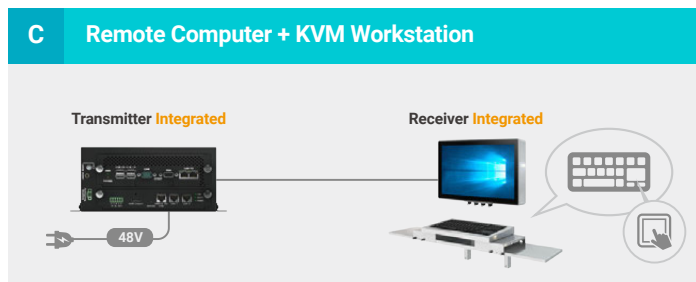 C Remote Computer + KVM Workstation
Transmitter Integrated
Receiver Integrated
48V